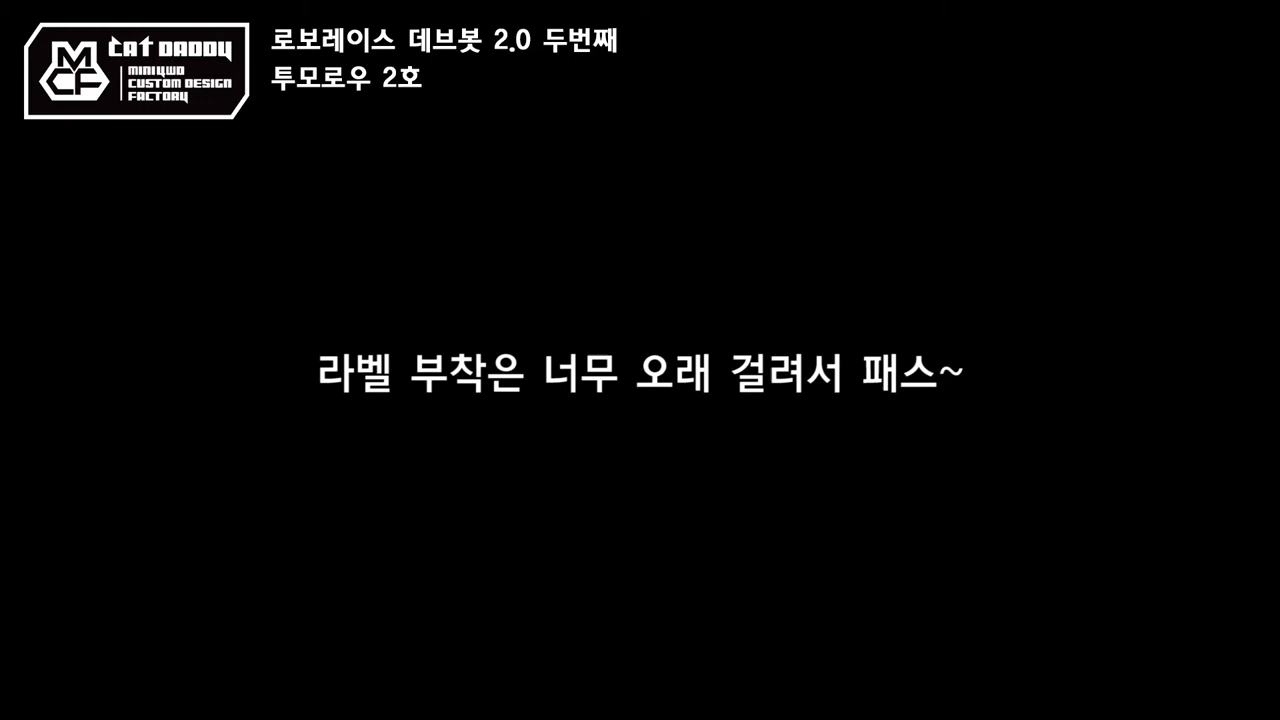 MCF
CAT DADDY
MINI4WD
CUSTOM DESIGN
FACTORY
로보레이스 데브봇 2.0 두번째
투모로우 2호
라벨 부착은 너무 오래 걸려서 패스~